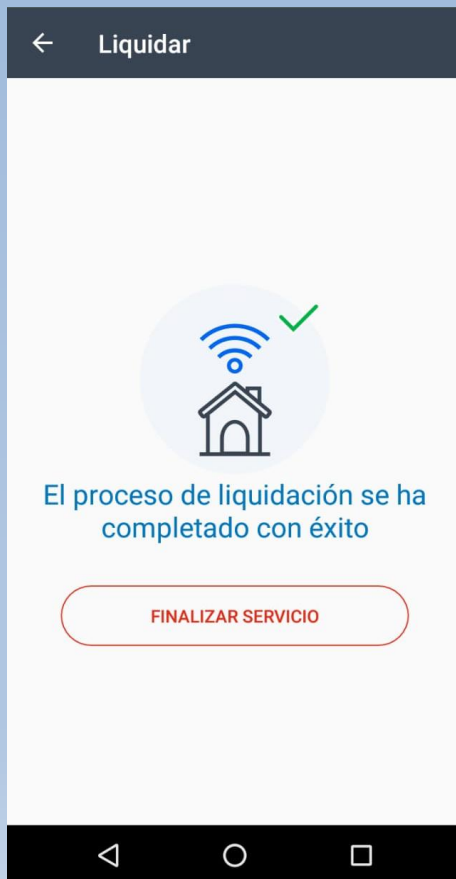 Liquidar
El proceso de liquidación se ha
completado con éxito
FINALIZAR SERVICIO